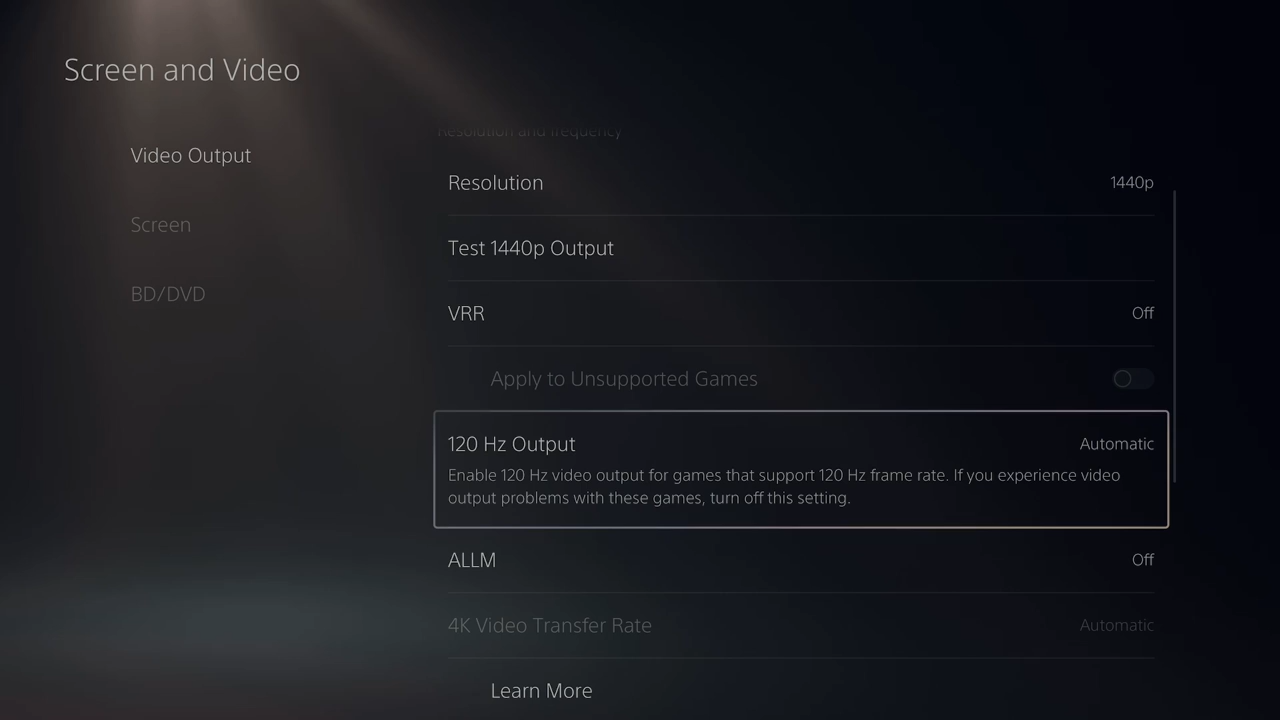 Screen and Video
Video Output
Screen
BD/DVD
Resolution and frequency
Resolution 1440p
Test 1440p Output
VRR Off
Apply to Unsupported Games
120 Hz Output Automatic
Enable 120 Hz video output for games that support 120 Hz frame rate. If you experience video
output problems with these games, turn off this setting.
ALLM Off
4K Video Transfer Rate Automatic
Learn More